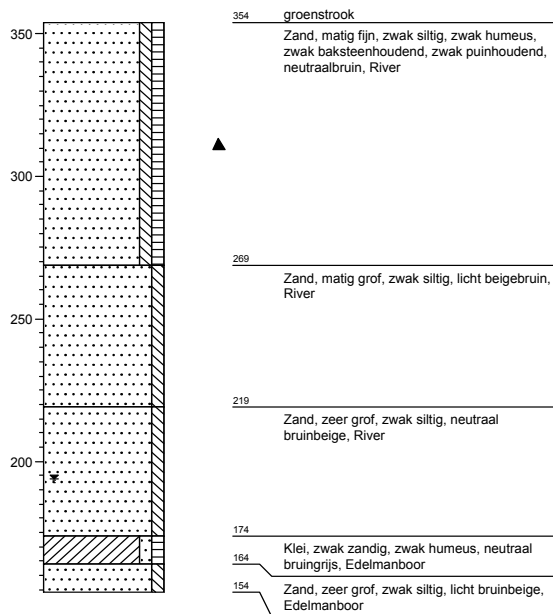 354 groenstrook
350
Zand, matig fijn, zwak siltig, zwak humeus,
zwak baksteenhoudend, zwak puinhoudend,
neutraalbruin, River
300
269
Zand, matig grof, zwak siltig, licht beigebruin,
River
250
219
Zand, zeer grof, zwak siltig, neutraal
bruinbeige, River
200
174
Klei, zwak zandig, zwak humeus, neutraal
bruingrijs, Edelmanboor
164
Zand, zeer grof, zwak siltig, licht bruinbeige,
Edelmanboor
154